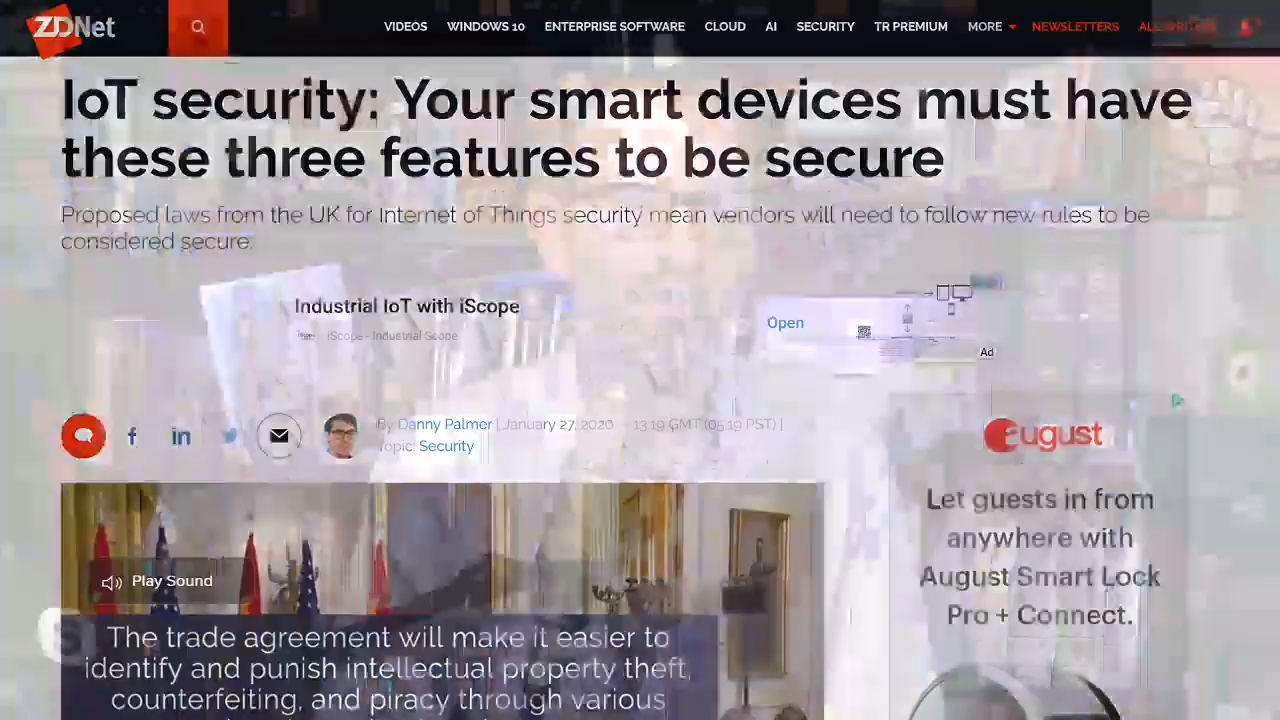 ZDNet
VIDEOS WINDOWS 10 ENTERPRISE SOFTWARE CLOUD AI SECURITY TR PREMIUM MORE NEWSLETTERS ALL WRITERS
IoT security: Your smart devices must have
these three features to be secure
Proposed laws from the UK for Internet of Things security mean vendors will need to follow new rules to be
considered secure.
Industrial IoT with iScope
iScope - Industrial Scope
Open
Ad
By Danny Palmer | January 27, 2020 -- 13:19 GMT (05:19 PST) |
Topic: Security
august
Let guests in from
anywhere with
August Smart Lock
Pro + Connect.
Play Sound
The trade agreement will make it easier to
identify and punish intellectual property theft,
counterfeiting, and piracy through various